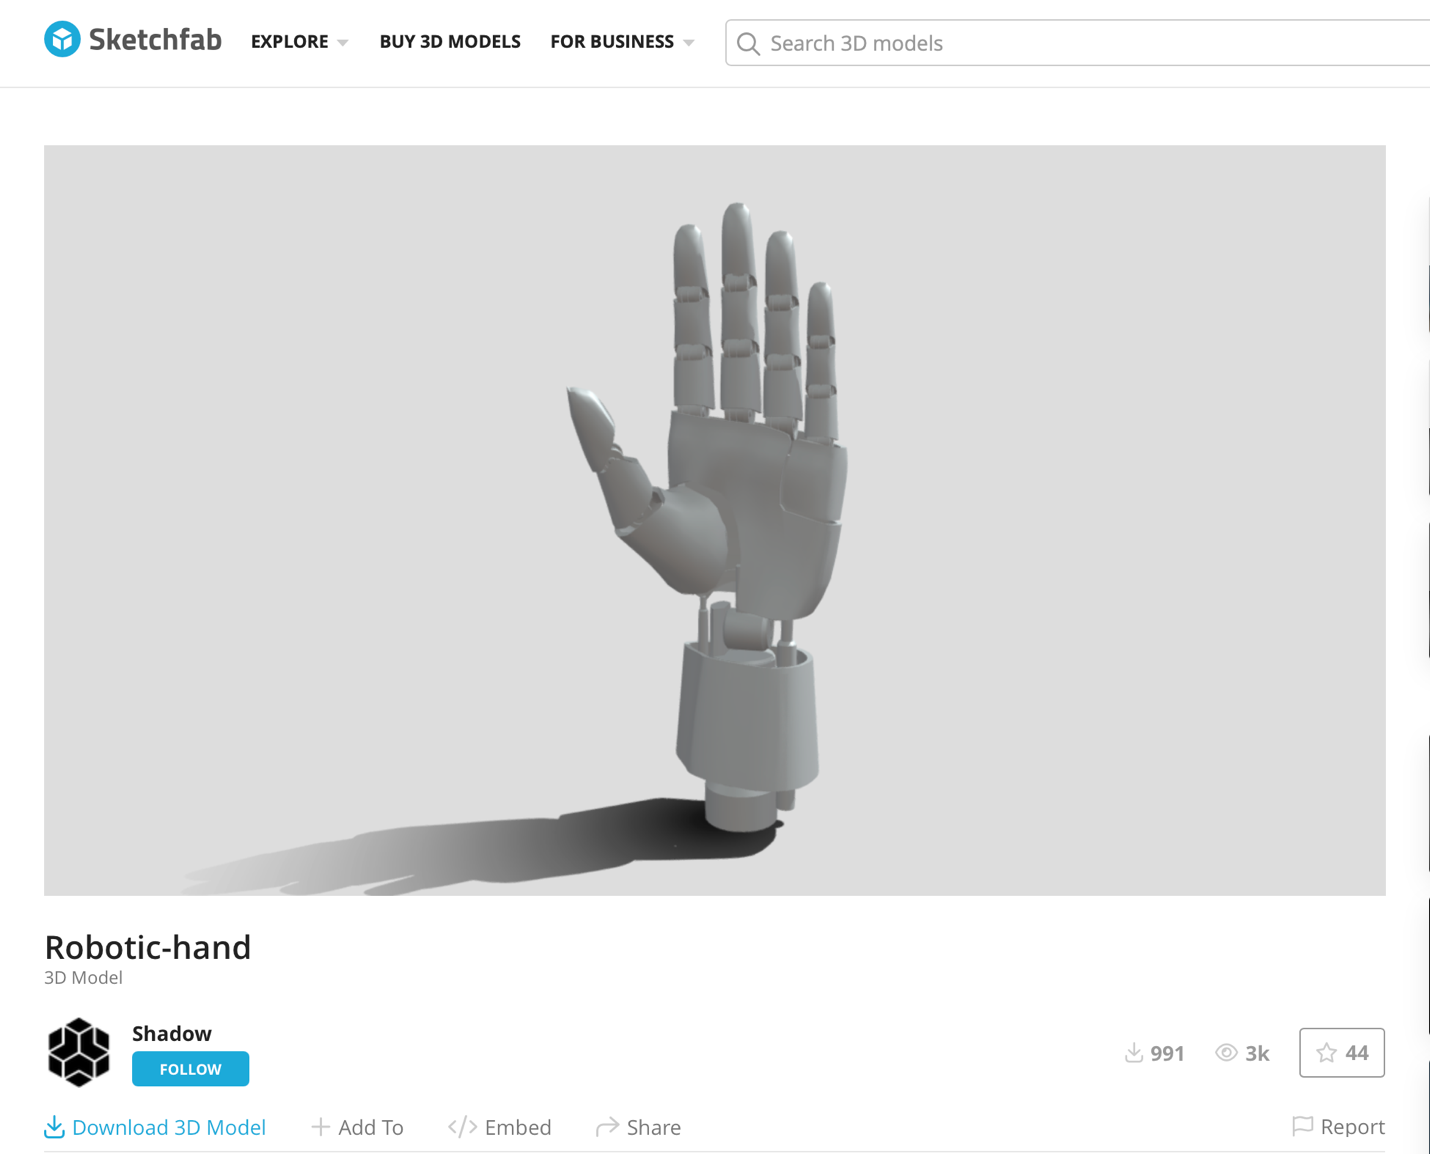 Sketchfab EXPLORE BUY 3D MODELS FOR BUSINESS Search 3D models
Robotic-hand
3D Model
Shadow
FOLLOW
991 3k 44
Download 3D Model Add To </> Embed Share Report